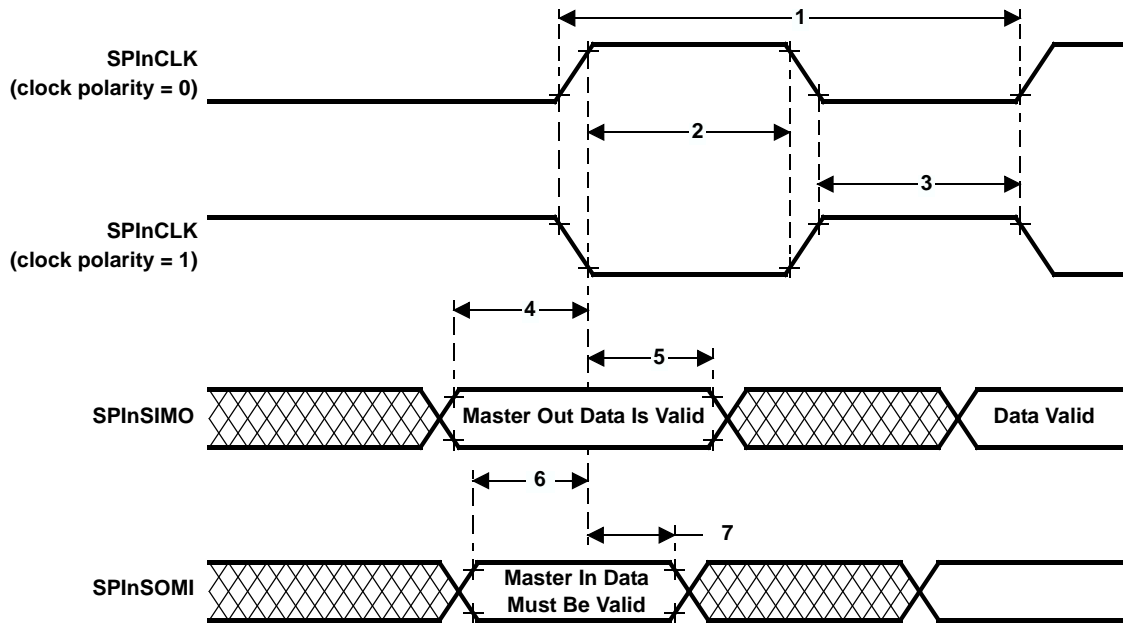 1
SPInCLK
(clock polarity = 0)
2
3
SPInCLK
(clock polarity = 1)
4
5
SPInSIMO
Master Out Data Is Valid
Data Valid
6
7
SPInSOMI
Master In Data
Must Be Valid